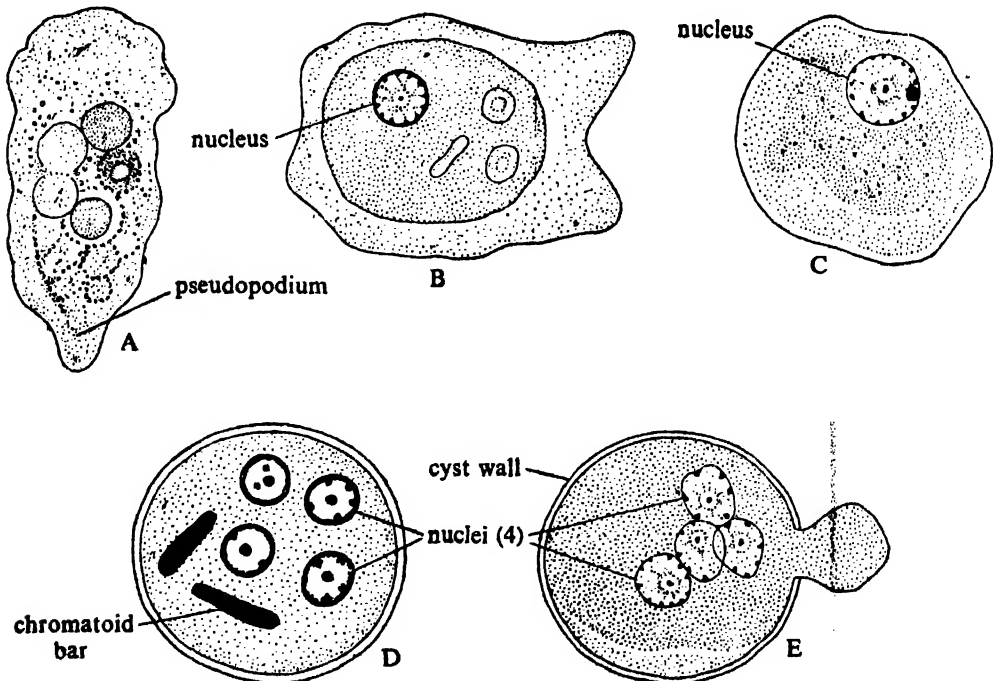 nucleus
nucleus
pseudopodium
A
B
C
cyst wall
nuclei (4)
chromatoid
bar
D
E